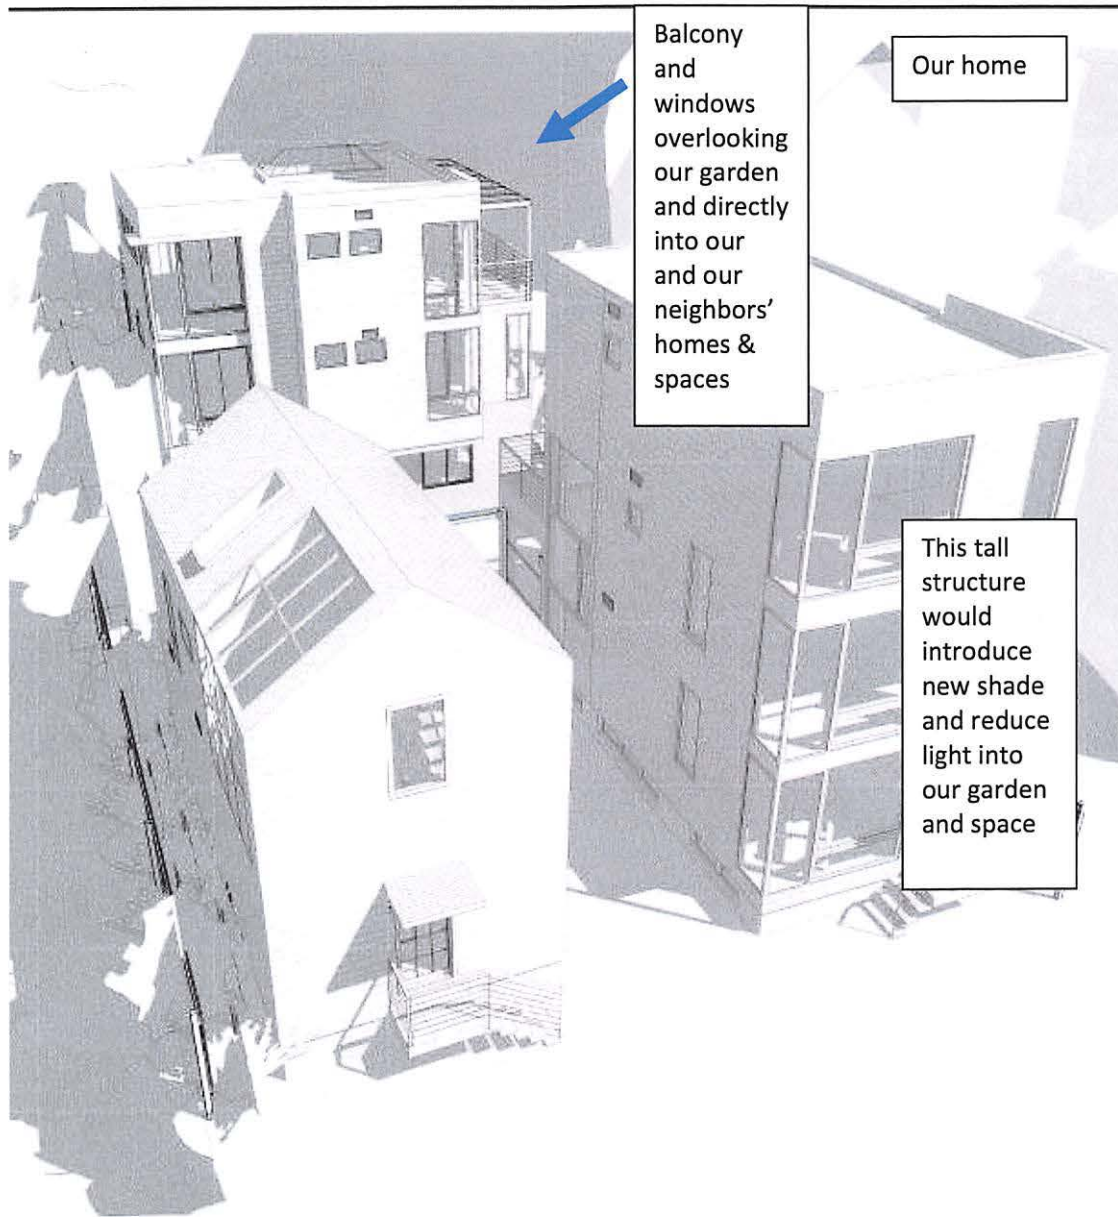 Balcony
and
windows
overlooking
our garden
and directly
into our
and our
neighbors’
homes &
spaces
Our home
This tall
structure
would
introduce
new shade
and reduce
light into
our garden
and space